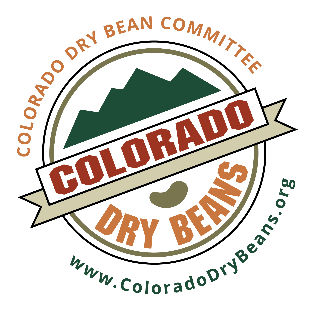 COLORADO DRY BEAN COMMITTEE
COLORADO
DRY BEANS
www.ColoradoDryBeans.org